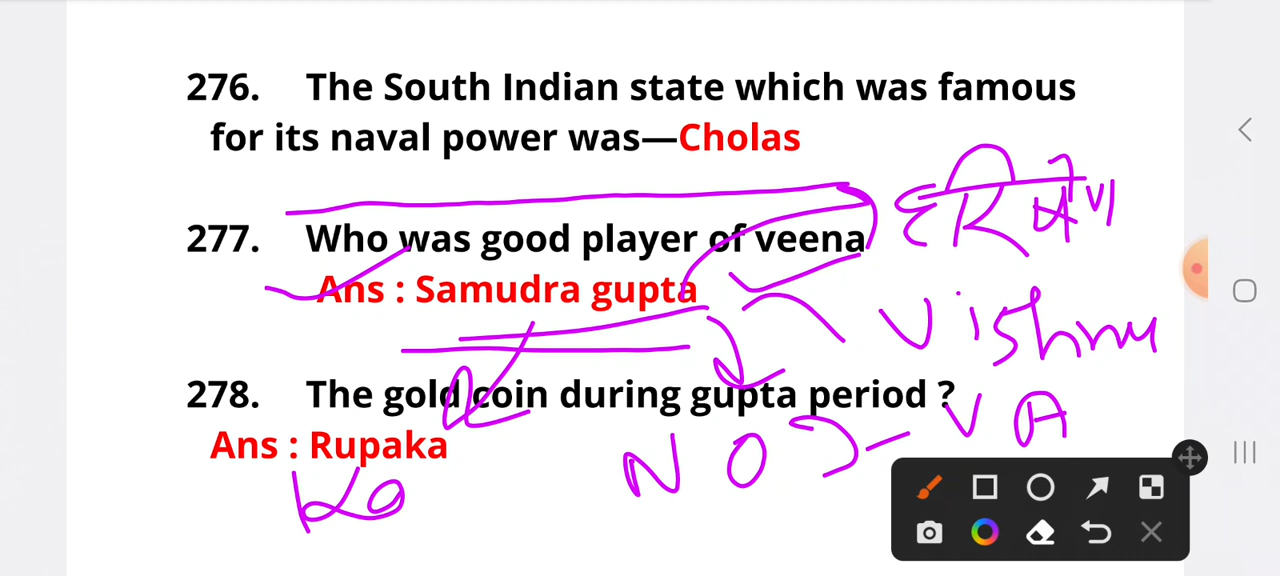 276. The South Indian state which was famous
for its naval power was—Cholas
277. Who was good player of veena
Ans : Samudra gupta
Vishnu
278. The gold coin during gupta period ?
Ans : Rupaka